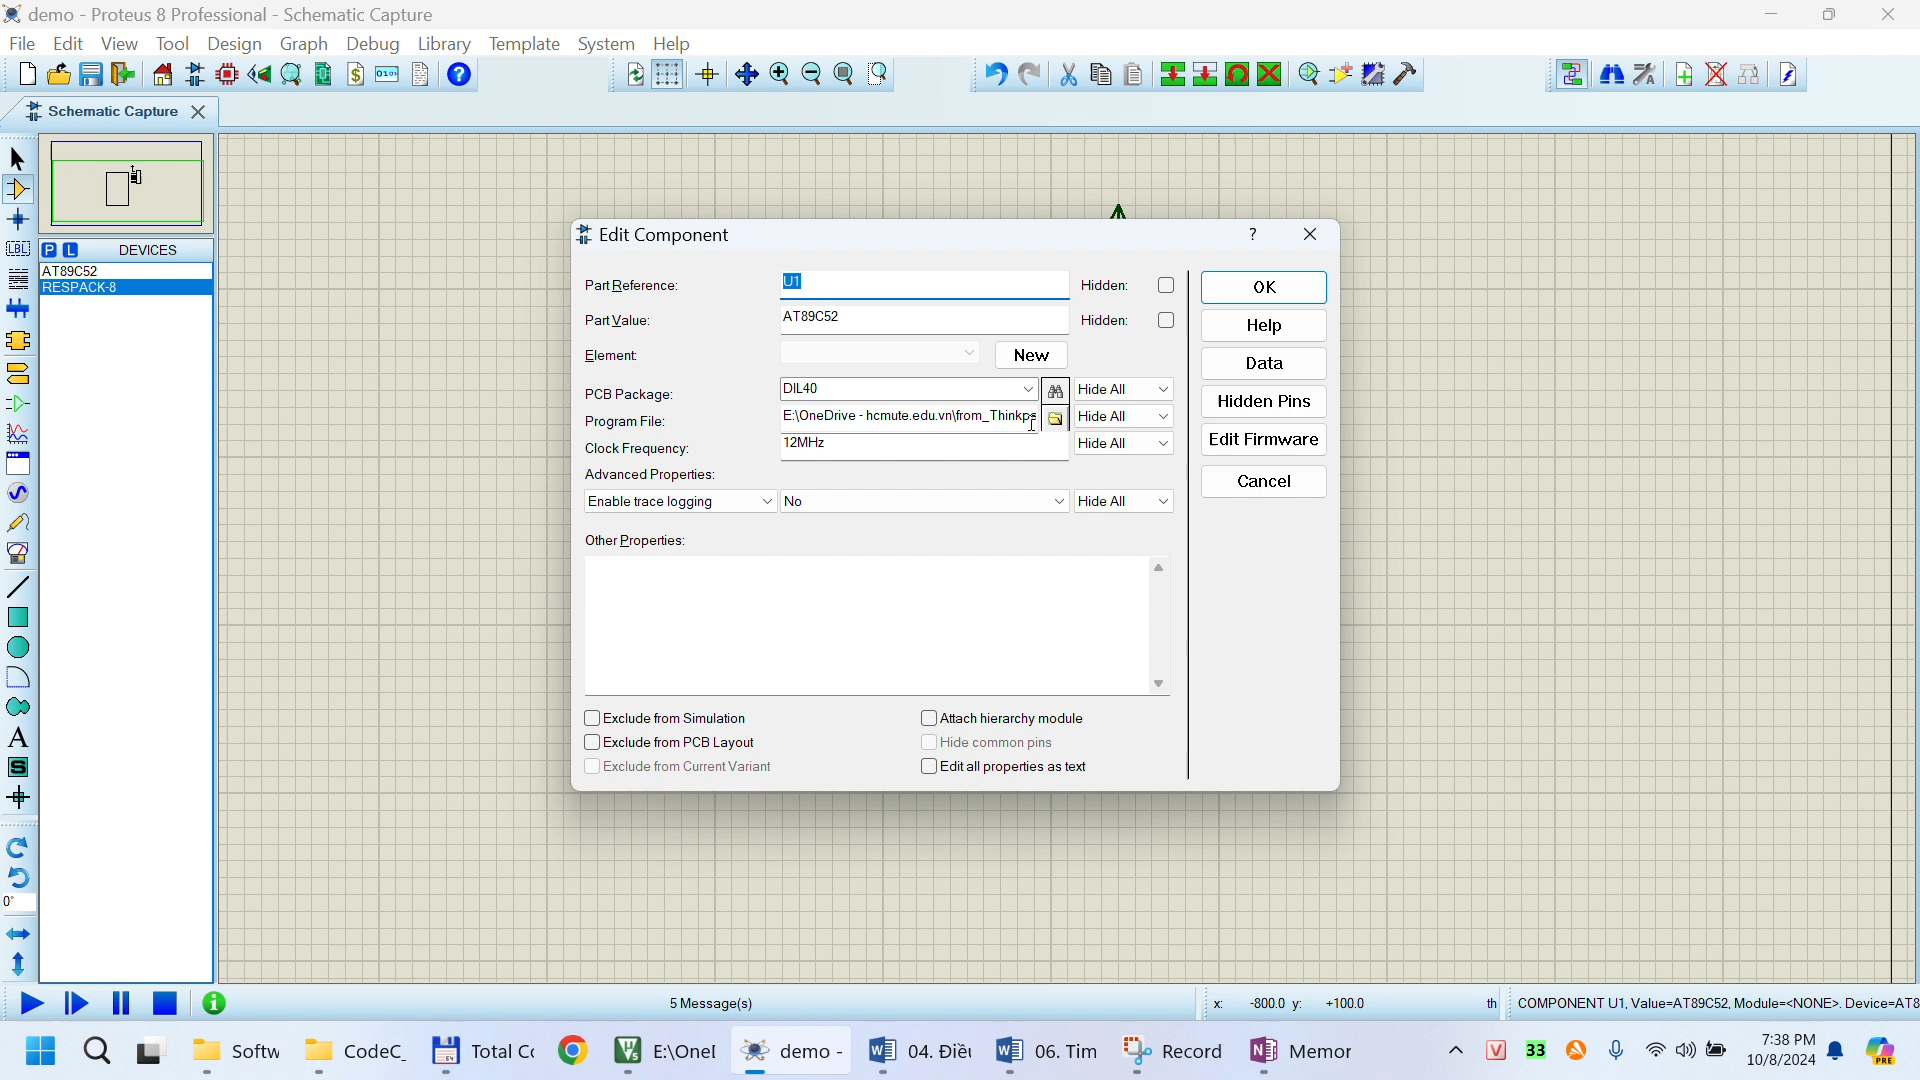 demo - Proteus 8 Professional - Schematic Capture
File Edit View Tool Design Graph Debug Library Template System Help
Schematic Capture
P L DEVICES
AT89C52
RESPACK-8
LBL
A
S
0°
Edit Component
Part Reference: U1 Hidden:
Part Value: AT89C52 Hidden:
Element: New
PCB Package: DIL40 Hide All
Program File: E:\OneDrive - hcmute.edu.vn\from_Thinkp Hide All
Clock Frequency: 12MHz Hide All
Advanced Properties:
Enable trace logging No Hide All
Other Properties:
Exclude from Simulation
Exclude from PCB Layout
Exclude from Current Variant
Attach hierarchy module
Hide common pins
Edit all properties as text
OK
Help
Data
Hidden Pins
Edit Firmware
Cancel
5 Message(s)
x: -800.0 y: +100.0 th
COMPONENT U1, Value=AT89C52, Module=<NONE>, Device=AT8
Softw CodeC_ Total Cc E:\OneI demo - 04. Điều 06. Tim Record Memor
33
7:38 PM
10/8/2024
PRE